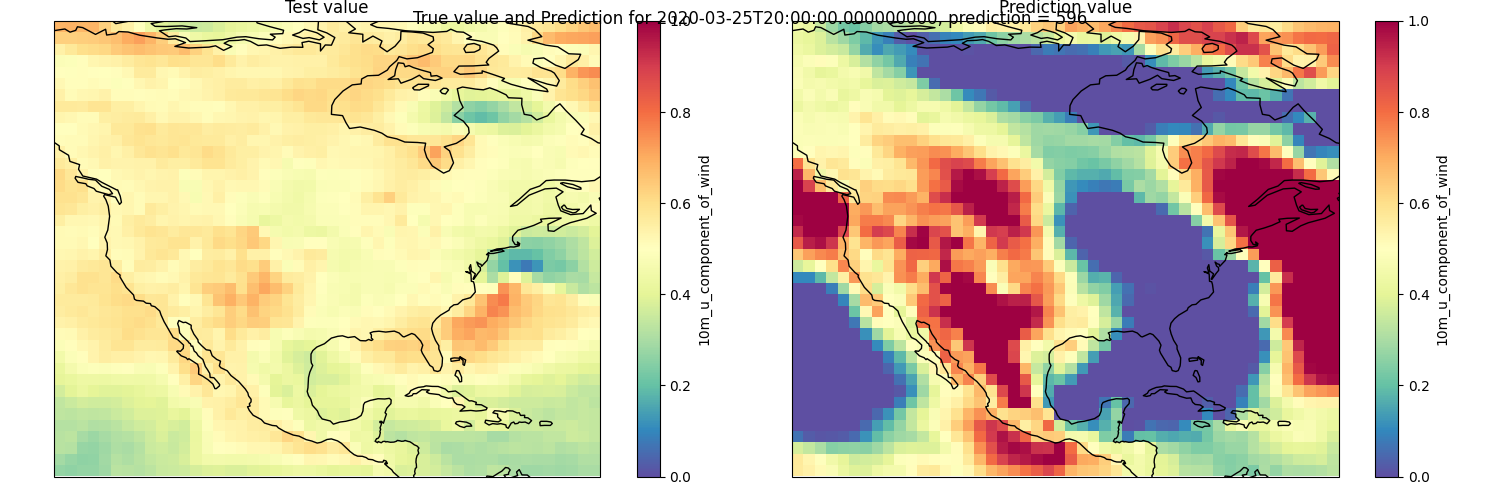 Test value
Prediction value
True value and Prediction for 2020-03-25T20:00:00.000000000, prediction = 596
1.0
0.8
0.6
0.4
0.2
0.0
10m_u_component_of_wind
1.0
0.8
0.6
0.4
0.2
0.0
10m_u_component_of_wind